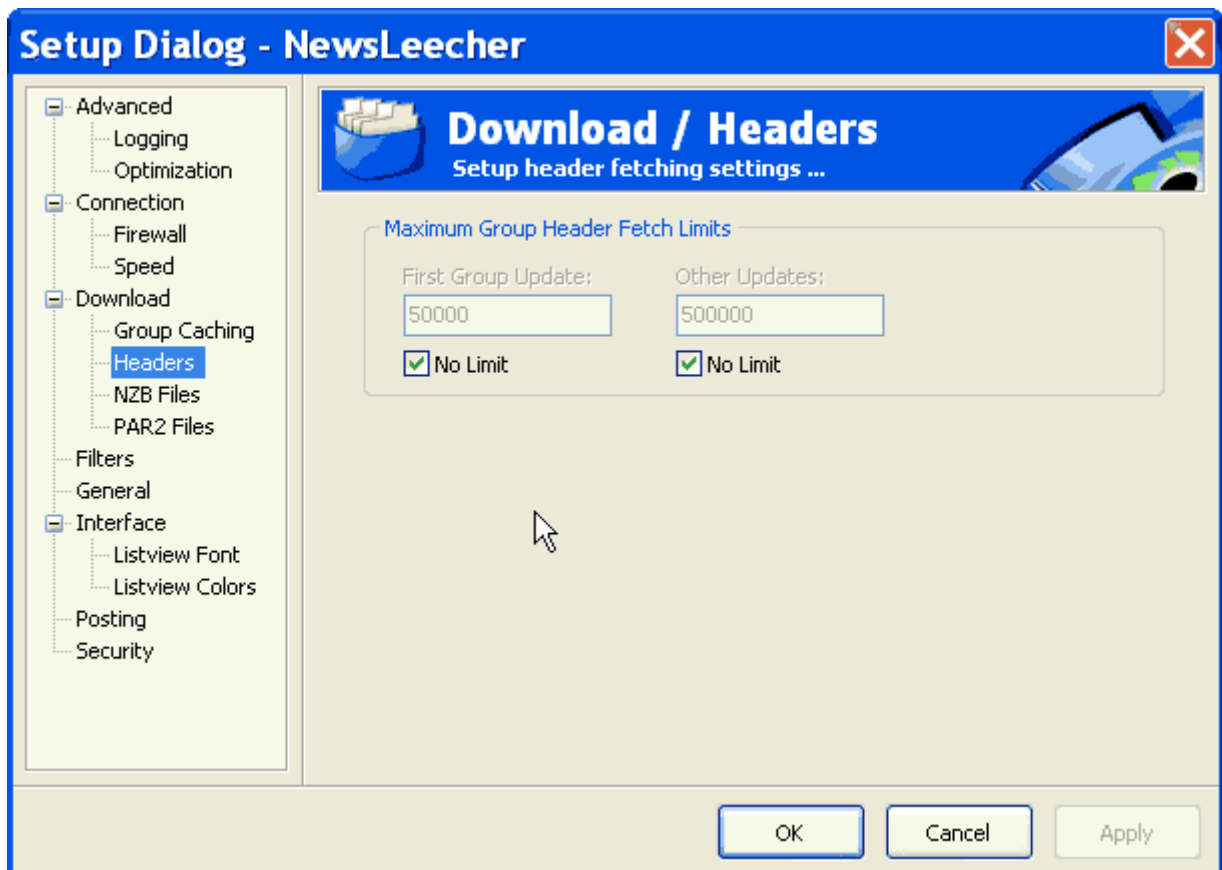 Setup Dialog - NewsLeecher
Advanced
Logging
Optimization
Connection
Firewall
Speed
Download
Group Caching
Headers
NZB Files
PAR2 Files
Filters
General
Interface
Listview Font
Listview Colors
Posting
Security
Download / Headers
Setup header fetching settings ...
Maximum Group Header Fetch Limits
First Group Update: Other Updates:
50000 500000
No Limit No Limit
OK Cancel Apply